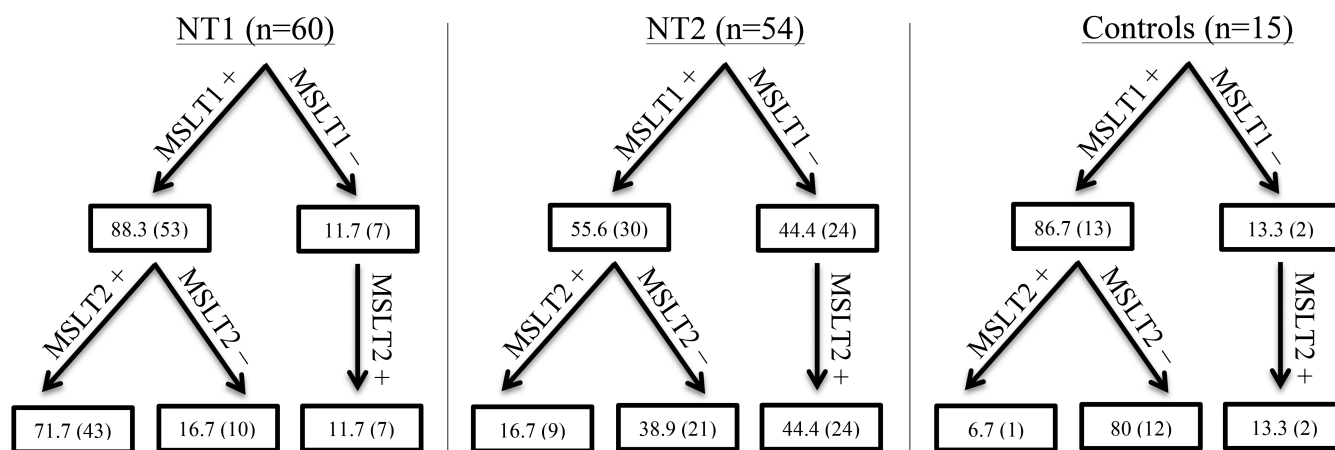 NT1 (n=60)
MSLT1 +
MSLT1 –
88.3 (53)
11.7 (7)
MSLT2 +
MSLT2 –
MSLT2 +
71.7 (43)
16.7 (10)
11.7 (7)
NT2 (n=54)
MSLT1 +
MSLT1 –
55.6 (30)
44.4 (24)
MSLT2 +
MSLT2 –
MSLT2 +
16.7 (9)
38.9 (21)
44.4 (24)
Controls (n=15)
MSLT1 +
MSLT1 –
86.7 (13)
13.3 (2)
MSLT2 +
MSLT2 –
MSLT2 +
6.7 (1)
80 (12)
13.3 (2)